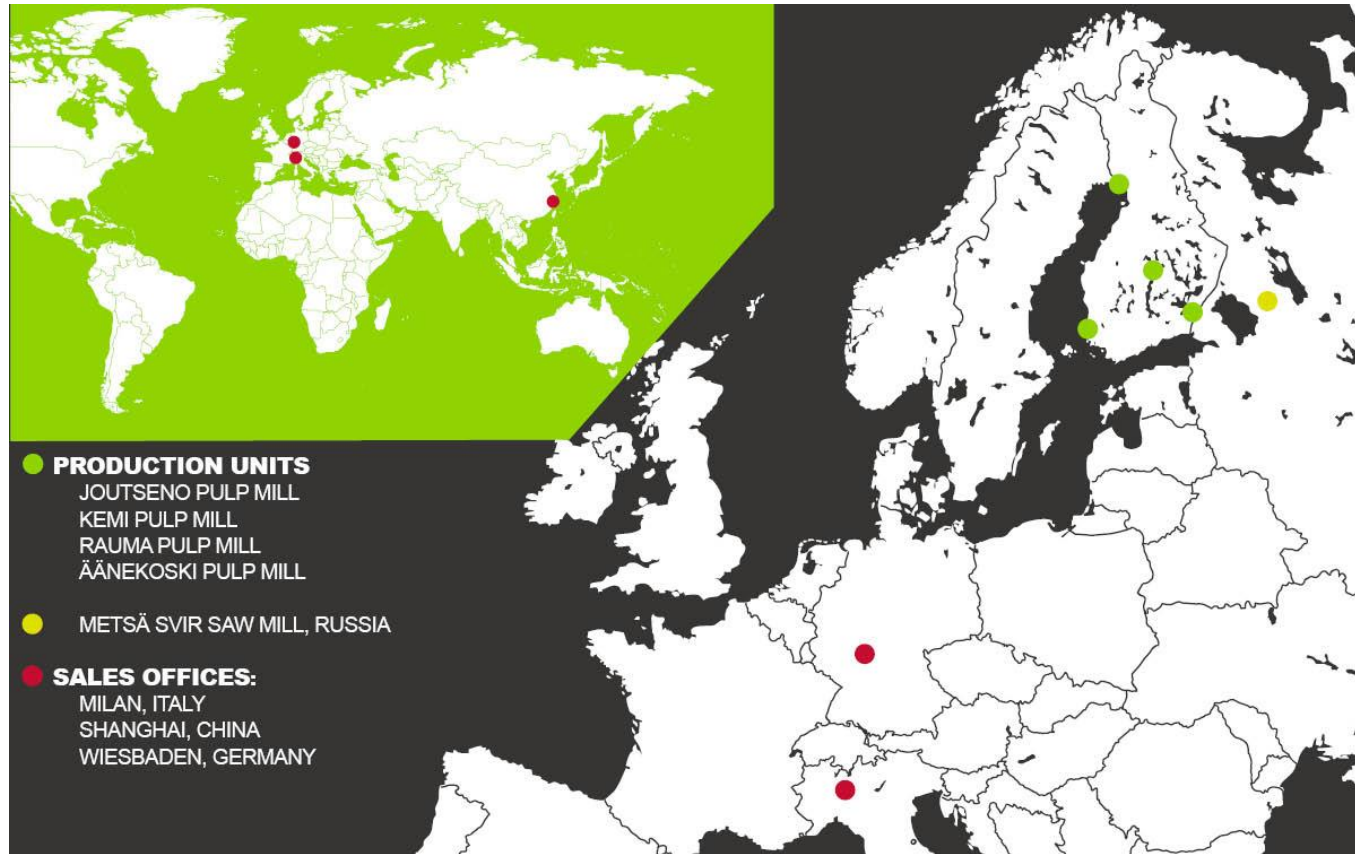 PRODUCTION UNITS
JOUTSENO PULP MILL
KEMI PULP MILL
RAUMA PULP MILL
ÄÄNEKOSKI PULP MILL
METSÄ SVIR SAW MILL, RUSSIA
SALES OFFICES:
MILAN, ITALY
SHANGHAI, CHINA
WIESBADEN, GERMANY